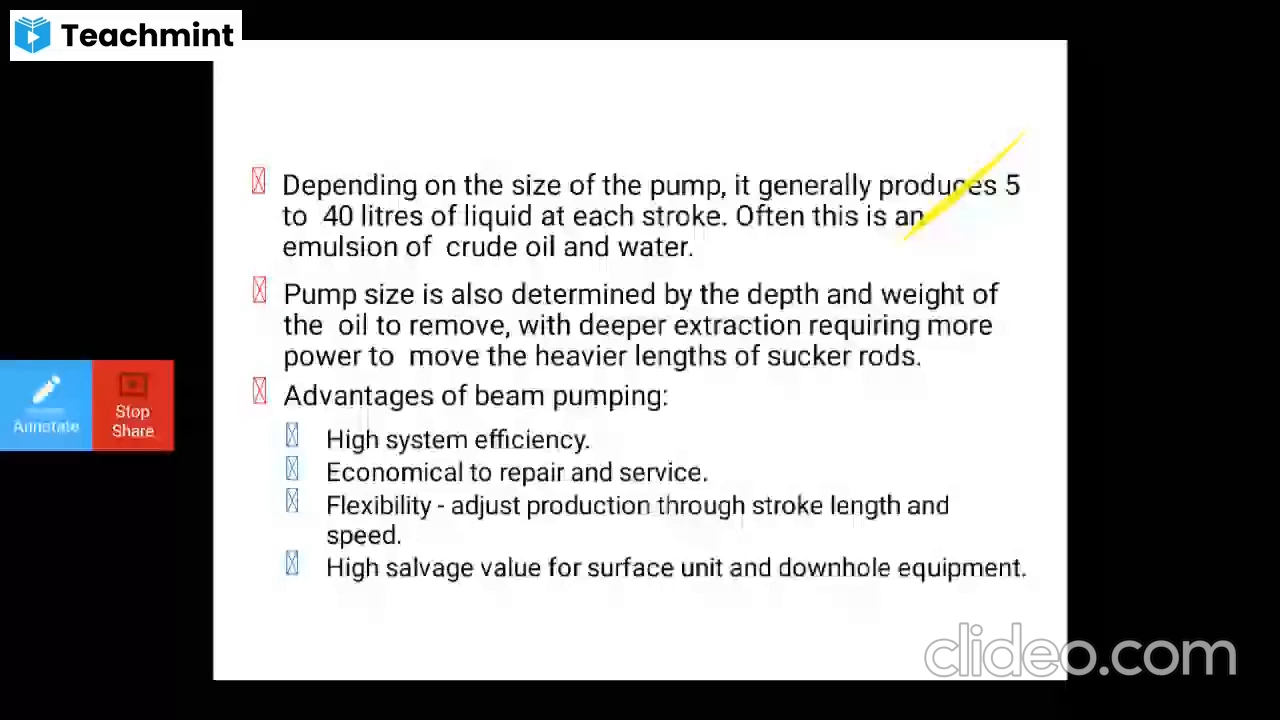 Teachmint
Depending on the size of the pump, it generally produces 5
to 40 litres of liquid at each stroke. Often this is an
emulsion of crude oil and water.
Pump size is also determined by the depth and weight of
the oil to remove, with deeper extraction requiring more
power to move the heavier lengths of sucker rods.
Advantages of beam pumping:
High system efficiency.
Economical to repair and service.
Flexibility - adjust production through stroke length and
speed.
High salvage value for surface unit and downhole equipment.
Annotate
Stop
Share
clideo.com